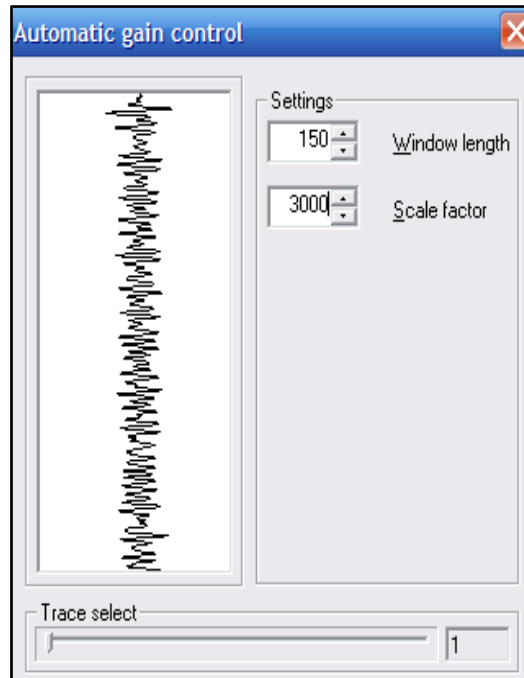 Automatic gain control
Settings
150 Window length
3000 Scale factor
Trace select
1